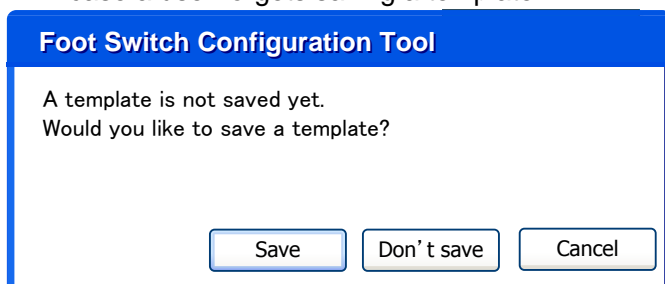 Foot Switch Configuration Tool
A template is not saved yet.
Would you like to save a template?
Save Don't save Cancel